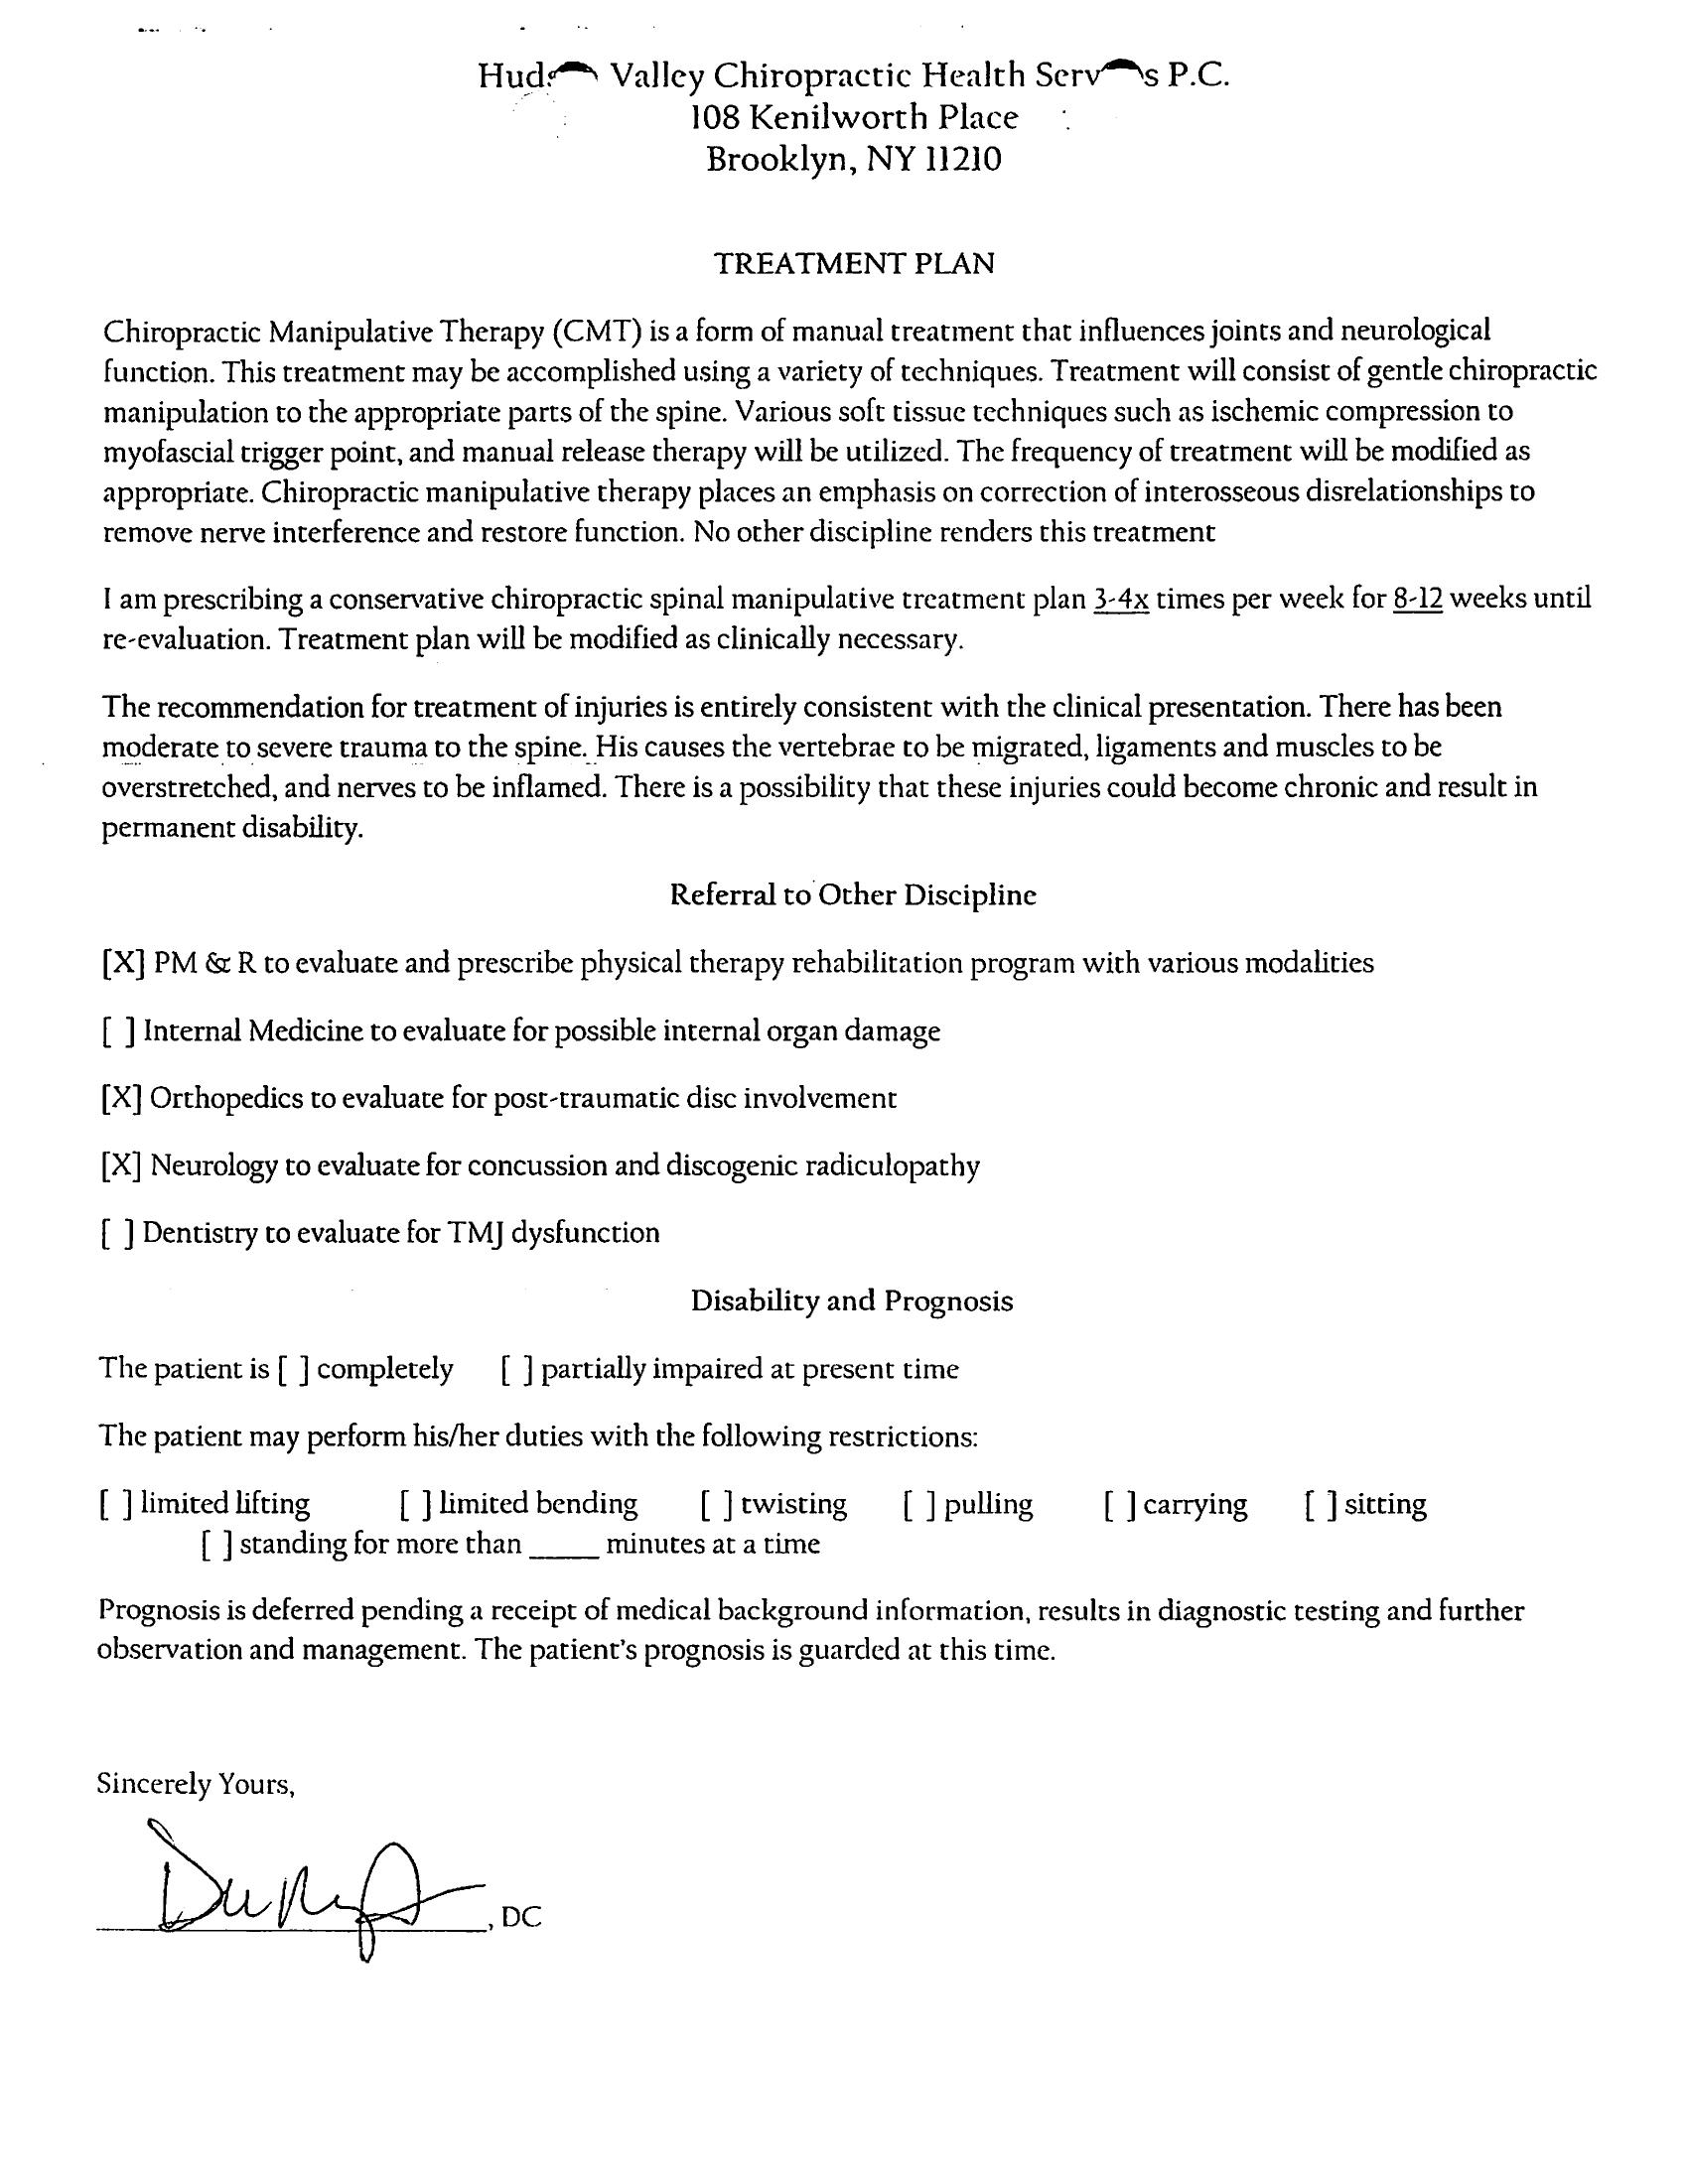 Valley Chiropractic Health P.C.
108 Kenilworth Place
Brooklyn, NY 11210
TREATMENT PLAN
Chiropractic Manipulative Therapy (CMT) is a form of manual treatment that influences joints and neurological
function. This treatment may be accomplished using a variety of techniques. Treatment will consist of gentle chiropractic
manipulation to the appropriate parts of the spine. Various soft tissue techniques such as ischemic compression to
myofascial trigger point, and manual release therapy will be utilized. The frequency of treatment will be modified as
appropriate. Chiropractic manipulative therapy places an emphasis on correction of interosseous disrelationships to
remove nerve interference and restore function. No other discipline renders this treatment
I am prescribing a conservative chiropractic spinal manipulative treatment plan 3-4x times per week for 8-12 weeks until
re-evaluation. Treatment plan will be modified as clinically necessary.
The recommendation for treatment of injuries is entirely consistent with the clinical presentation. There has been
moderate to severe trauma to the spine. His causes the vertebrae to be migrated, ligaments and muscles to be
overstretched, and nerves to be inflamed. There is a possibility that these injuries could become chronic and result in
permanent disability.
Referral to Other Discipline
[X] PM & R to evaluate and prescribe physical therapy rehabilitation program with various modalities
[ ] Internal Medicine to evaluate for possible internal organ damage
[X] Orthopedics to evaluate for post-traumatic disc involvement
[X] Neurology to evaluate for concussion and discogenic radiculopathy
[ ] Dentistry to evaluate for TMJ dysfunction
Disability and Prognosis
The patient is [ ] completely [ ] partially impaired at present time
The patient may perform his/her duties with the following restrictions:
[ ] limited lifting [ ] limited bending [ ] twisting [ ] pulling [ ] carrying [ ] sitting
[ ] standing for more than _____ minutes at a time
Prognosis is deferred pending a receipt of medical background information, results in diagnostic testing and further
observation and management. The patient's prognosis is guarded at this time.
Sincerely Yours,
, DC